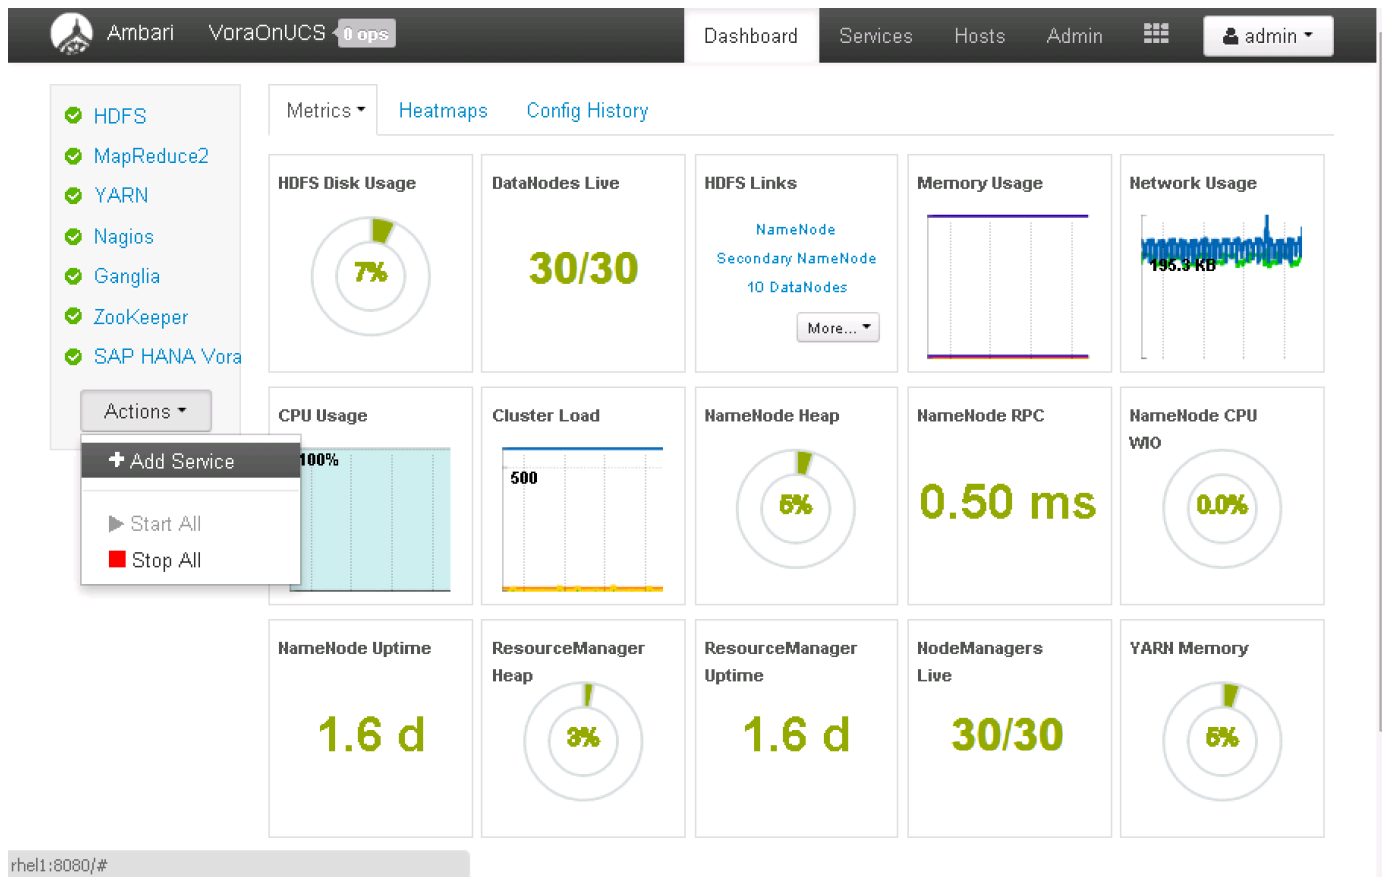 Ambari VoraOnUCS 0 ops Dashboard Services Hosts Admin admin
HDFS
MapReduce2
YARN
Nagios
Ganglia
ZooKeeper
SAP HANA Vora
Actions
Add Service
Start All
Stop All
Metrics Heatmaps Config History
HDFS Disk Usage
7%
DataNodes Live
30/30
HDFS Links
NameNode
Secondary NameNode
10 DataNodes
More...
Memory Usage
Network Usage
195.3 KB
CPU Usage
100%
Cluster Load
500
NameNode Heap
5%
NameNode RPC
0.50 ms
NameNode CPU
WIO
0.0%
NameNode Uptime
1.6 d
ResourceManager
Heap
3%
ResourceManager
Uptime
1.6 d
NodeManagers
Live
30/30
YARN Memory
5%
rhel1:8080/#